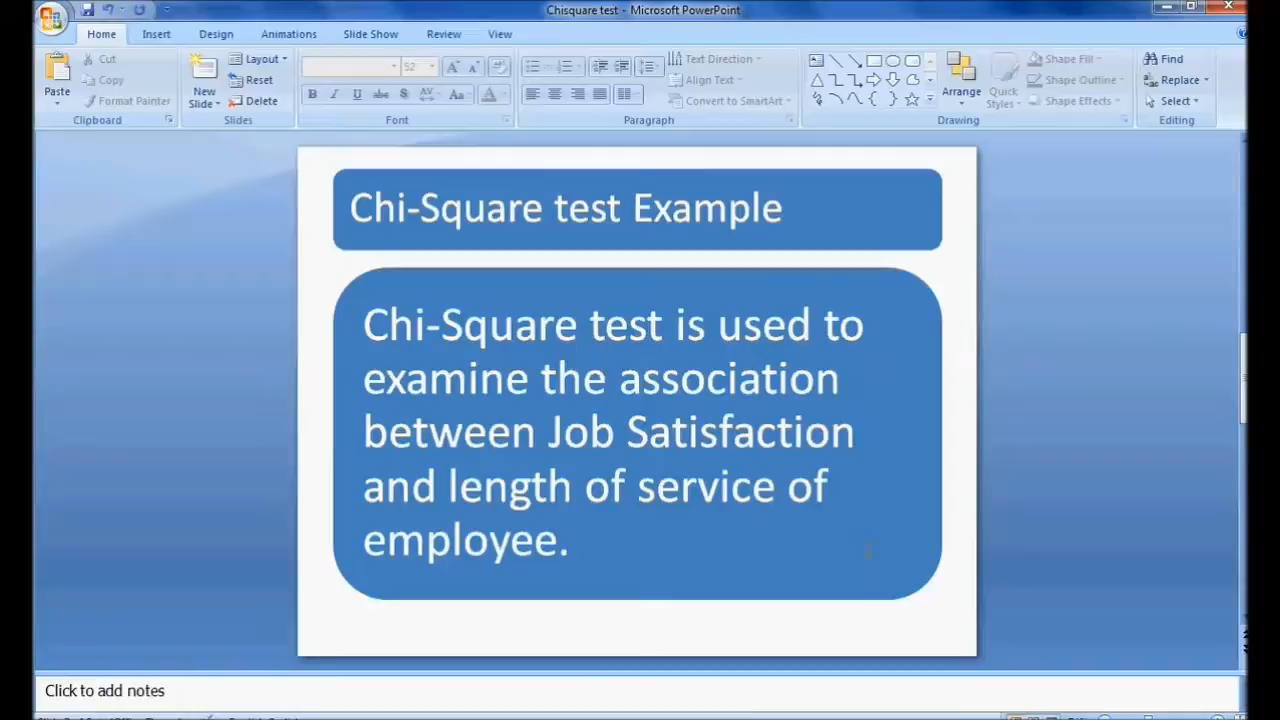 Chisquare test - Microsoft PowerPoint
Home Insert Design Animations Slide Show Review View
Paste
Cut
Copy
Format Painter
Clipboard
New
Slide
Layout
Reset
Delete
Slides
52
Font
Paragraph
Text Direction
Align Text
Convert to SmartArt
Arrange
Quick
Styles
Drawing
Shape Fill
Shape Outline
Shape Effects
Find
Replace
Select
Editing
Chi-Square test Example
Chi-Square test is used to
examine the association
between Job Satisfaction
and length of service of
employee.
Click to add notes